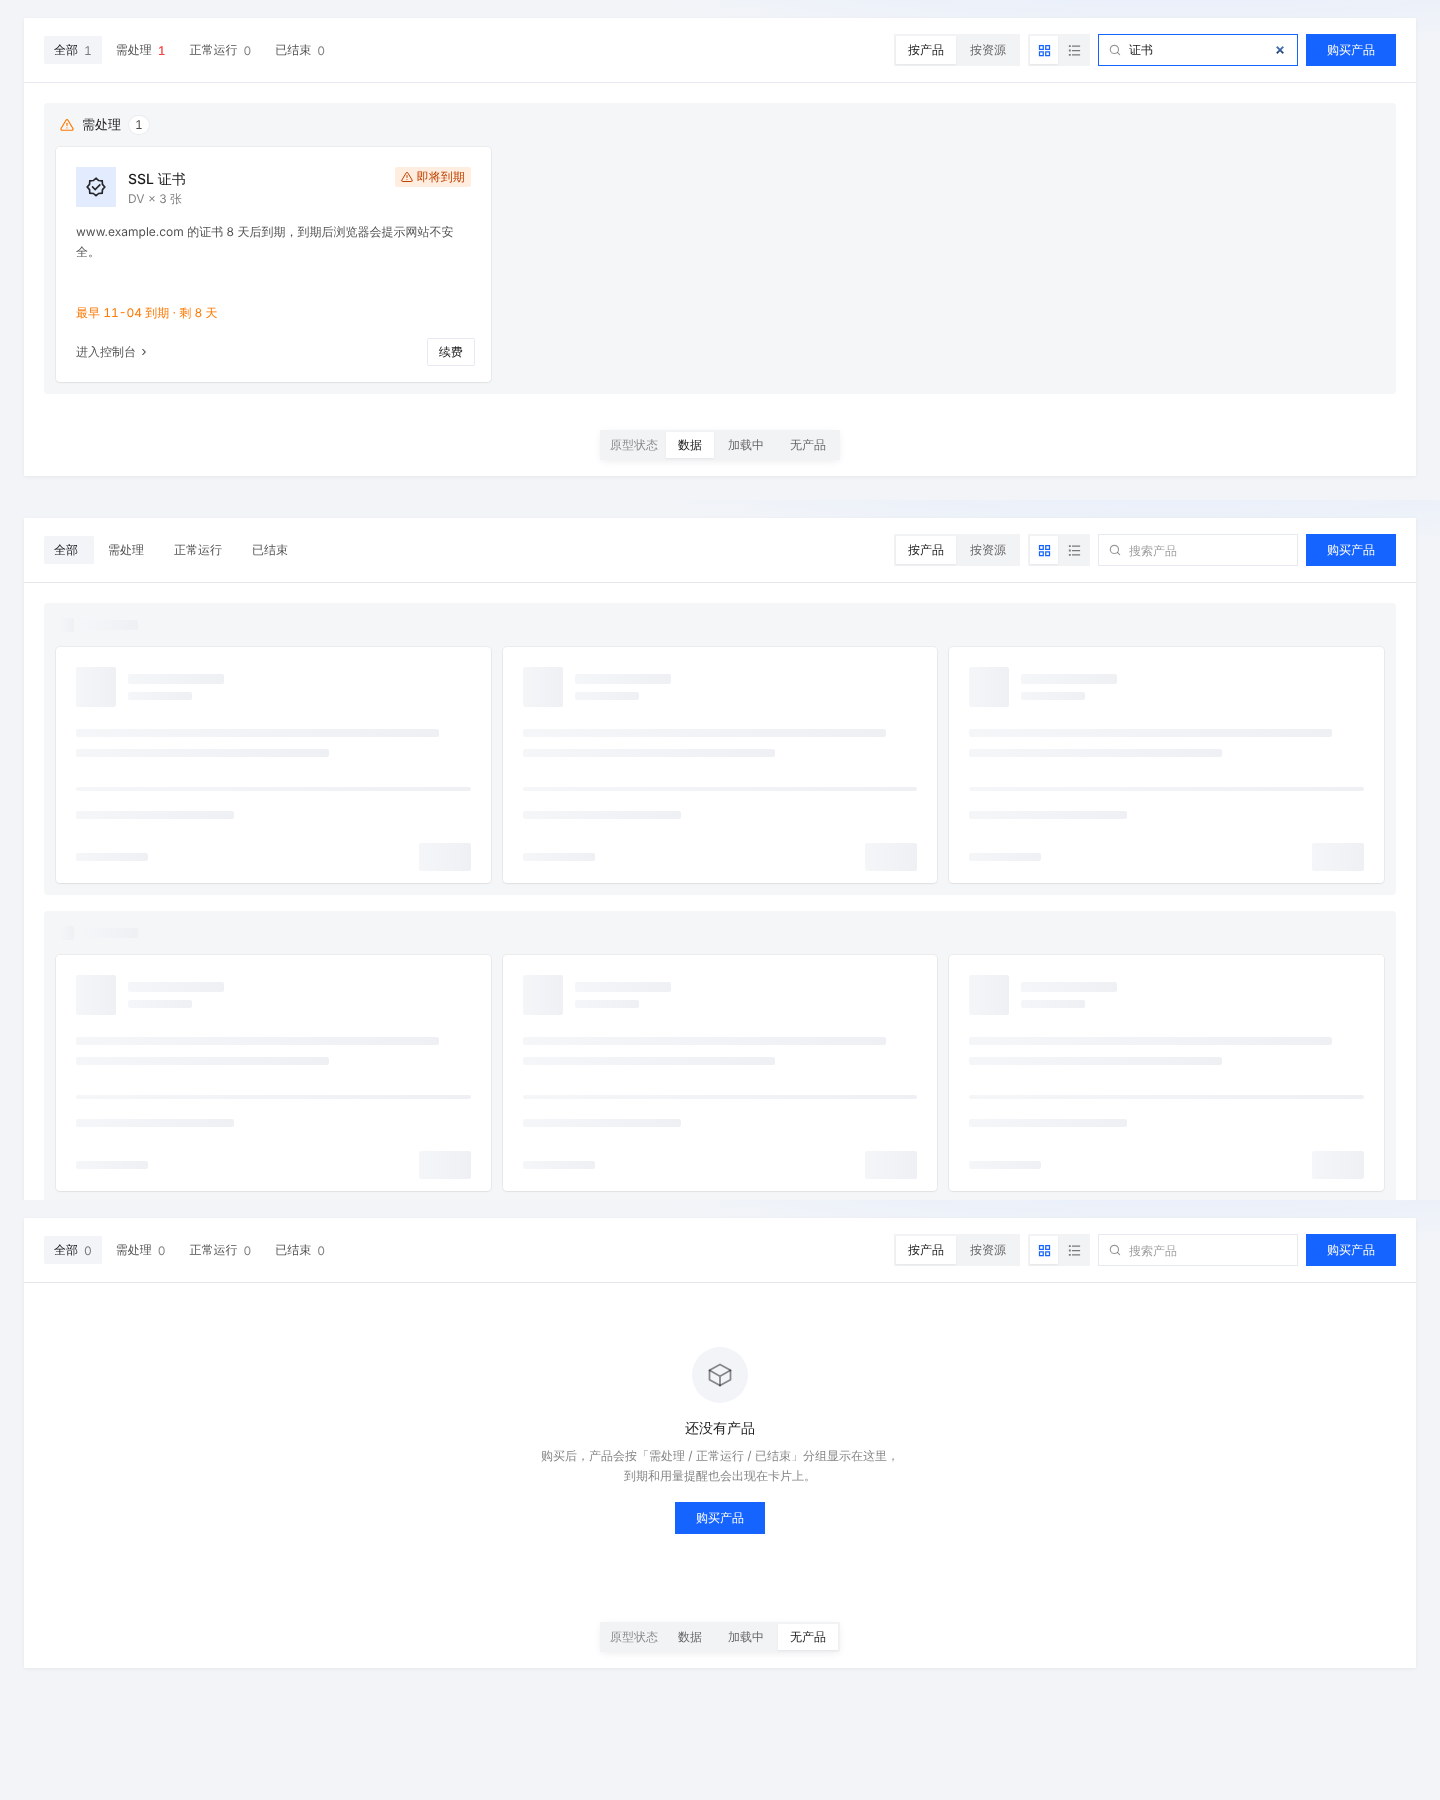 全部 1 需处理 1 正常运行 0 已结束 0 按产品 按资源 证书 购买产品
需处理 1
SSL 证书 即将到期
DV × 3 张
www.example.com 的证书 8 天后到期，到期后浏览器会提示网站不安
全。
最早 11-04 到期 · 剩 8 天
进入控制台 续费
原型状态 数据 加载中 无产品
全部 需处理 正常运行 已结束 按产品 按资源 搜索产品 购买产品
全部 0 需处理 0 正常运行 0 已结束 0 按产品 按资源 搜索产品 购买产品
还没有产品
购买后，产品会按「需处理 / 正常运行 / 已结束」分组显示在这里，
到期和用量提醒也会出现在卡片上。
购买产品
原型状态 数据 加载中 无产品